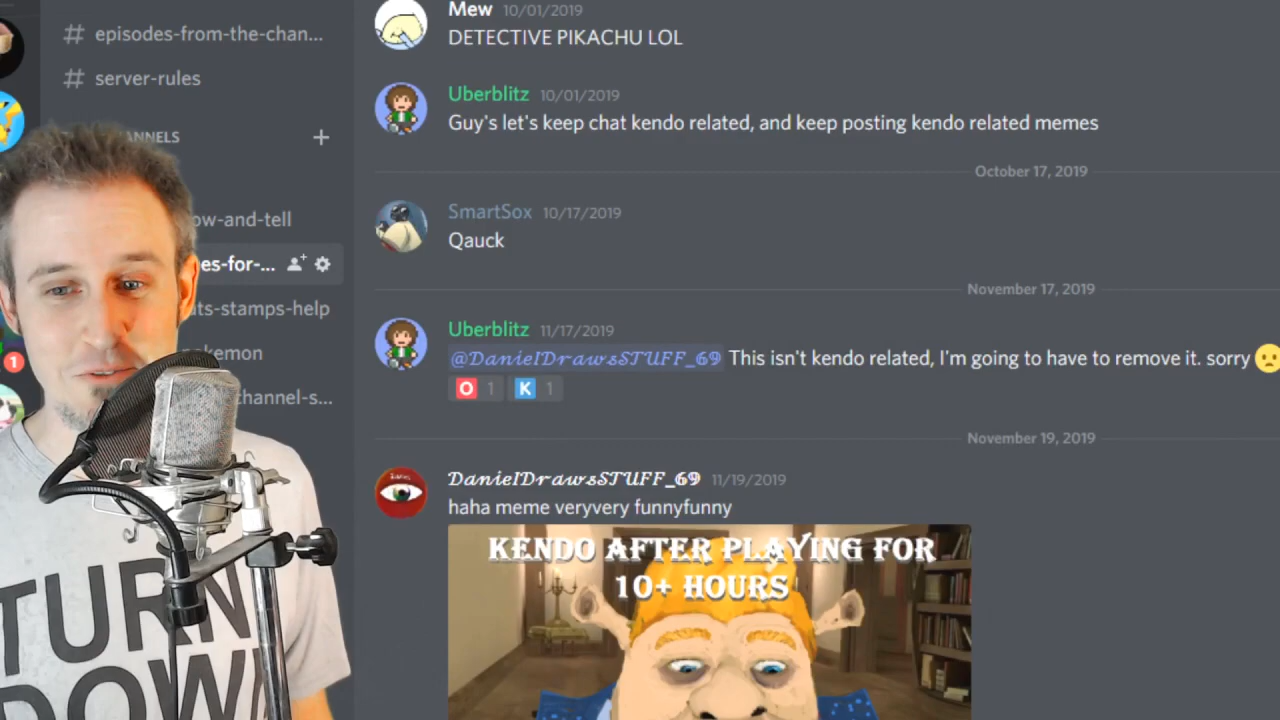 # episodes-from-the-chan...
# server-rules
CHANNELS +
ow-and-tell
es-for-...
ts-stamps-help
pokemon
channel-s...
1
Mew 10/01/2019
DETECTIVE PIKACHU LOL
Uberblitz 10/01/2019
Guy's let's keep chat kendo related, and keep posting kendo related memes
October 17, 2019
SmartSox 10/17/2019
Qauck
November 17, 2019
Uberblitz 11/17/2019
@DanielDrawsSTUFF_69 This isn't kendo related, I'm going to have to remove it. sorry
O 1 K 1
November 19, 2019
DanielDrawsSTUFF_69 11/19/2019
haha meme veryvery funnyfunny
KENDO AFTER PLAYING FOR
10+ HOURS
TURN
DOWN